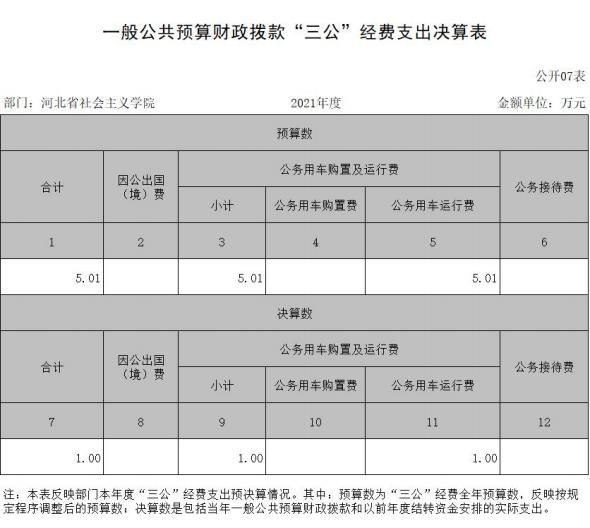 一般公共预算财政拨款“三公”经费支出决算表
公开07表
部门：河北省社会主义学院 2021年度 金额单位：万元
预算数
合计 因公出国（境）费 公务用车购置及运行费 公务接待费
小计 公务用车购置费 公务用车运行费
1 2 3 4 5 6
5.01 5.01 5.01
决算数
合计 因公出国（境）费 公务用车购置及运行费 公务接待费
小计 公务用车购置费 公务用车运行费
7 8 9 10 11 12
1.00 1.00 1.00
注：本表反映部门本年度“三公”经费支出预决算情况。其中：预算数为“三公”经费全年预算数，反映按规
定程序调整后的预算数；决算数是包括当年一般公共预算财政拨款和以前年度结转资金安排的实际支出。